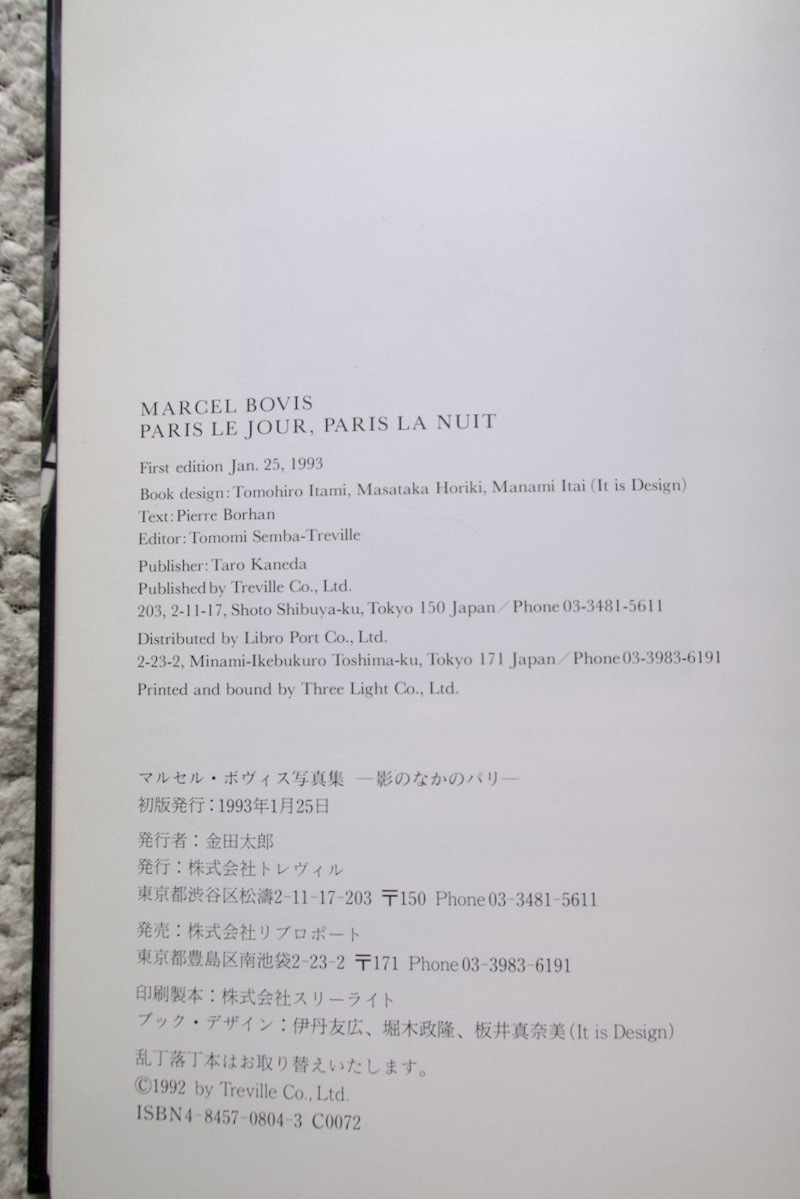 MARCEL BOVIS
PARIS LE JOUR, PARIS LA NUIT
First edition Jan. 25, 1993
Book design:Tomohiro Itami, Masataka Horiki, Manami Itai (It is Design)
Text:Pierre Borhan
Editor:Tomomi Semba-Treville
Publisher:Taro Kaneda
Published by Treville Co., Ltd.
203, 2-11-17, Shoto Shibuya-ku, Tokyo 150 Japan/Phone 03-3481-5611
Distributed by Libro Port Co., Ltd.
2-23-2, Minami-Ikebukuro Toshima-ku, Tokyo 171 Japan/Phone 03-3983-6191
Printed and bound by Three Light Co., Ltd.
マルセル・ボヴィス写真集 —影のなかのパリ—
初版発行：1993年1月25日
発行者：金田太郎
発行：株式会社トレヴィル
東京都渋谷区松濤2-11-17-203 〒150 Phone 03-3481-5611
発売：株式会社リブロポート
東京都豊島区南池袋2-23-2 〒171 Phone 03-3983-6191
印刷製本：株式会社スリーライト
ブック・デザイン：伊丹友広、堀木政隆、板井真奈美(It is Design)
乱丁落丁本はお取り替えいたします。
©1992 by Treville Co., Ltd.
ISBN4-8457-0804-3 C0072